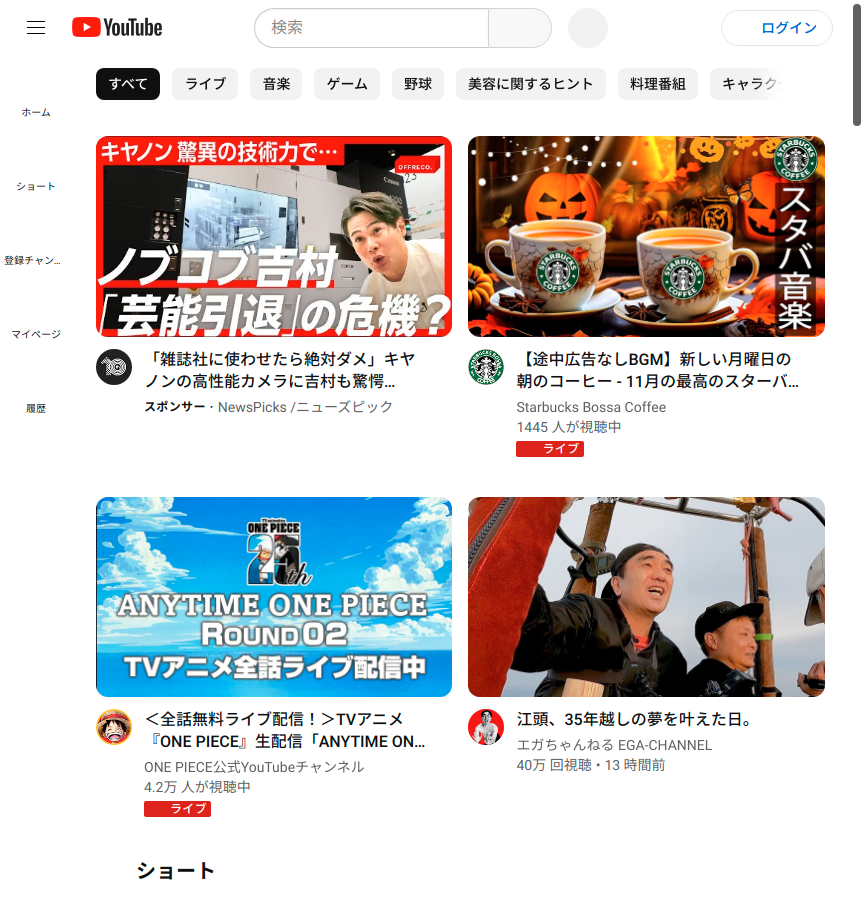 YouTube
検索
ログイン
すべて
ライブ
音楽
ゲーム
野球
美容に関するヒント
料理番組
キャラク
ホーム
ショート
登録チャン...
マイページ
履歴
キヤノン 驚異の技術力で…
OFFRECO.
Canon
ノブコブ吉村
「芸能引退」の危機?
「雑誌社に使わせたら絶対ダメ」キヤ
ノンの高性能カメラに吉村も驚愕...
スポンサー・NewsPicks /ニューズピック
STARBUCKS COFFEE
STARBUCKS COFFEE
STARBUCKS COFFEE
スタバ音楽
【途中広告なしBGM】新しい月曜日の
朝のコーヒー - 11月の最高のスターバ...
Starbucks Bossa Coffee
1445 人が視聴中
ライブ
ONE PIECE
25th
ANYTIME ONE PIECE
ROUND 02
TVアニメ全話ライブ配信中
＜全話無料ライブ配信！＞TVアニメ
『ONE PIECE』生配信「ANYTIME ON...
ONE PIECE公式YouTubeチャンネル
4.2万 人が視聴中
ライブ
江頭、35年越しの夢を叶えた日。
エガちゃんねる EGA-CHANNEL
40万 回視聴・13 時間前
ショート